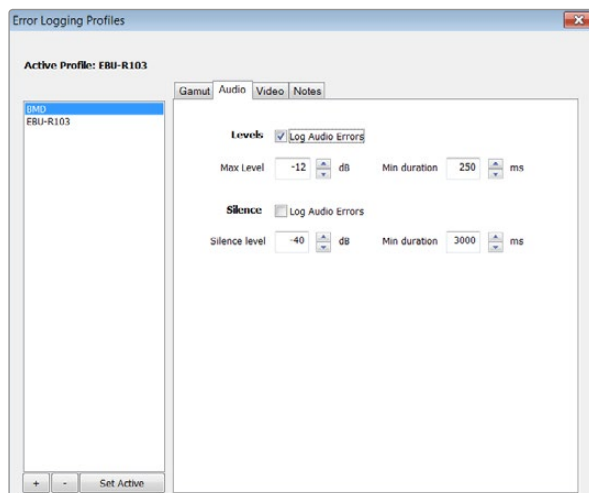 Error Logging Profiles
Active Profile: EBU-R103
BMD
EBU-R103
Gamut Audio Video Notes
Levels Log Audio Errors
Max Level -12 dB Min duration 250 ms
Silence Log Audio Errors
Silence level -40 dB Min duration 3000 ms
+ - Set Active